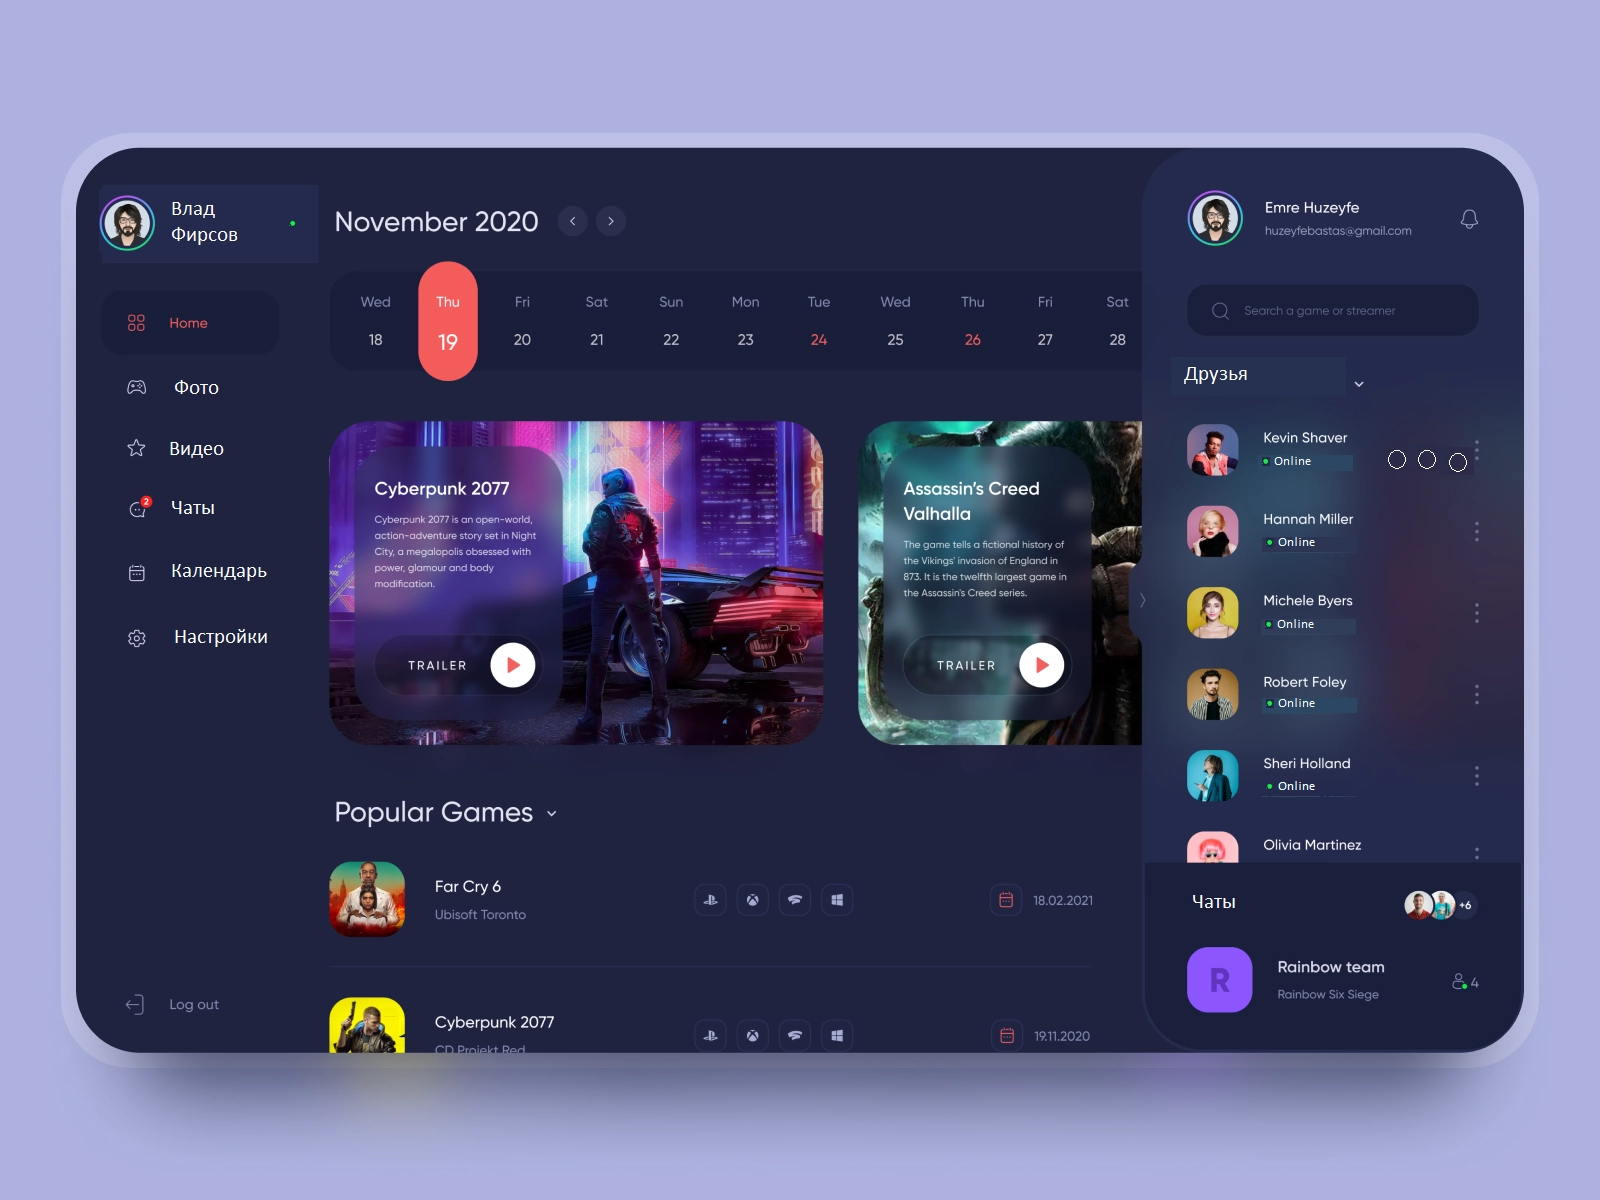 Влад
Фирсов
Home
Фото
Видео
2
Чаты
Календарь
Настройки
Log out
November 2020
Wed Thu Fri Sat Sun Mon Tue Wed Thu Fri Sat
18 19 20 21 22 23 24 25 26 27 28
Cyberpunk 2077
Cyberpunk 2077 is an open-world,
action-adventure story set in Night
City, a megalopolis obsessed with
power, glamour and body
modification.
TRAILER
Assassin's Creed
Valhalla
The game tells a fictional history of
the Vikings' invasion of England in
873. It is the twelfth largest game in
the Assassin's Creed series.
TRAILER
Popular Games
Far Cry 6
Ubisoft Toronto
18.02.2021
Cyberpunk 2077
CD Projekt Red
19.11.2020
Emre Huzeyfe
huzeyfebastas@gmail.com
Search a game or streamer
Друзья
Kevin Shaver
Online
Hannah Miller
Online
Michele Byers
Online
Robert Foley
Online
Sheri Holland
Online
Olivia Martinez
Чаты
+6
R
Rainbow team
Rainbow Six Siege
4